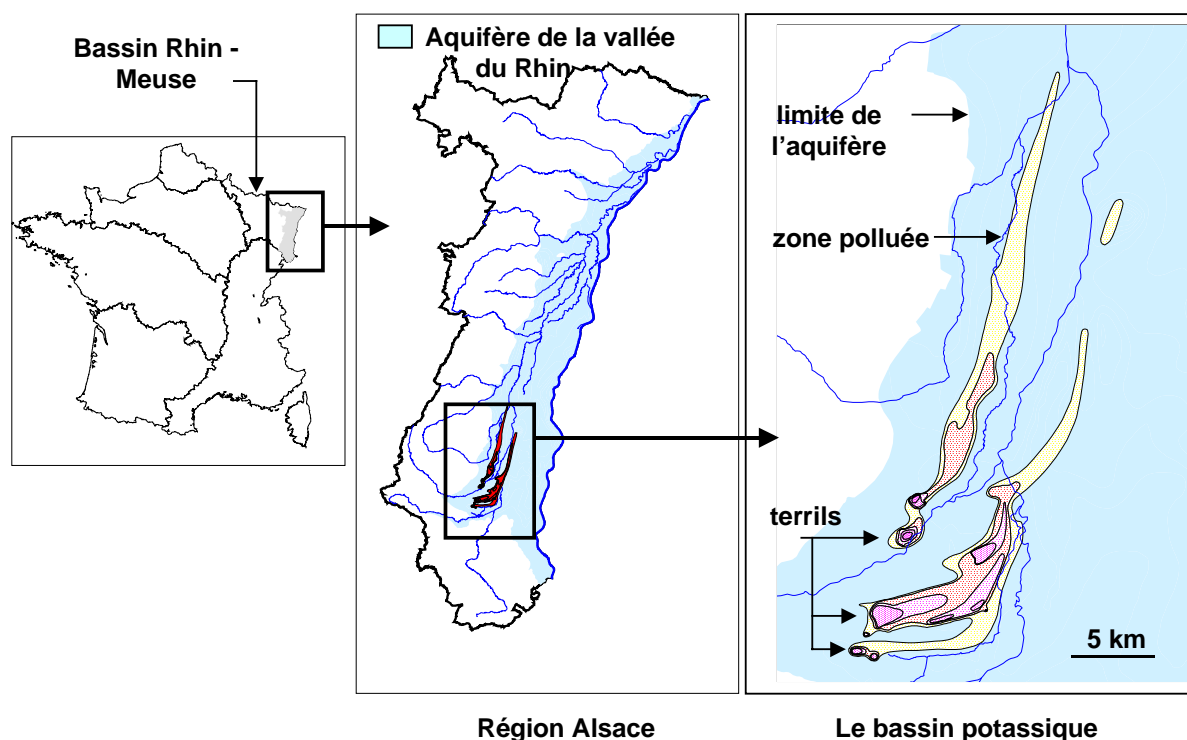 Bassin Rhin -
Meuse
Aquifère de la vallée
du Rhin
limite de
l'aquifère
zone polluée
terrils
5 km
Région Alsace
Le bassin potassique